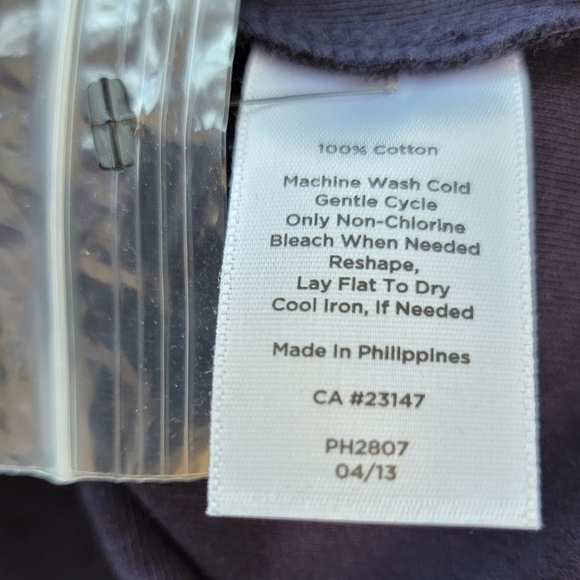 100% Cotton
Machine Wash Cold
Gentle Cycle
Only Non-Chlorine
Bleach When Needed
Reshape,
Lay Flat To Dry
Cool Iron, If Needed
Made In Philippines
CA #23147
PH2807
04/13